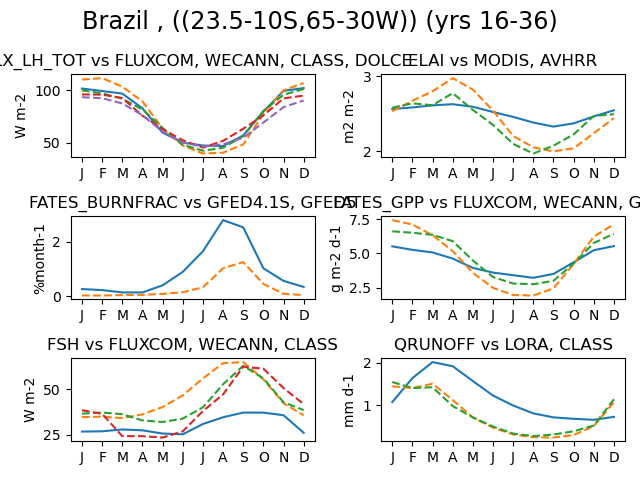 Brazil , ((23.5-10S,65-30W)) (yrs 16-36)
LX_LH_TOT vs FLUXCOM, WECANN, CLASS, DOLCE
W m-2
100
50
J F M A M J J A S O N D
ELAI vs MODIS, AVHRR
m2 m-2
3
2
J F M A M J J A S O N D
FATES_BURNFRAC vs GFED4.1S, GFED5
%month-1
2
0
J F M A M J J A S O N D
FATES_GPP vs FLUXCOM, WECANN, G
g m-2 d-1
7.5
5.0
2.5
J F M A M J J A S O N D
FSH vs FLUXCOM, WECANN, CLASS
W m-2
50
25
J F M A M J J A S O N D
QRUNOFF vs LORA, CLASS
mm d-1
2
1
J F M A M J J A S O N D